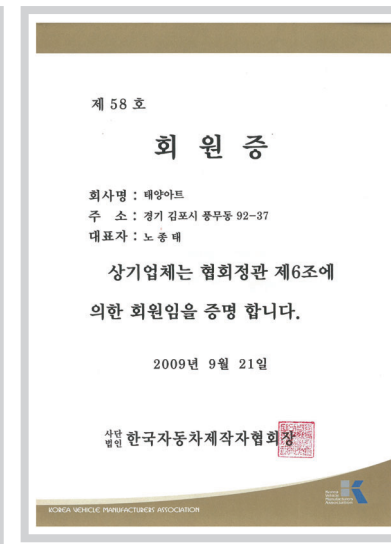 제 58 호
회 원 증
회사명 : 태양아트
주 소 : 경기 김포시 풍무동 92-37
대표자 : 노 종 태
상기업체는 협회정관 제6조에
의한 회원임을 증명 합니다.
2009년 9월 21일
사단법인 한국자동차제작자협회장
KOREA VEHICLE MANUFACTURERS ASSOCIATION